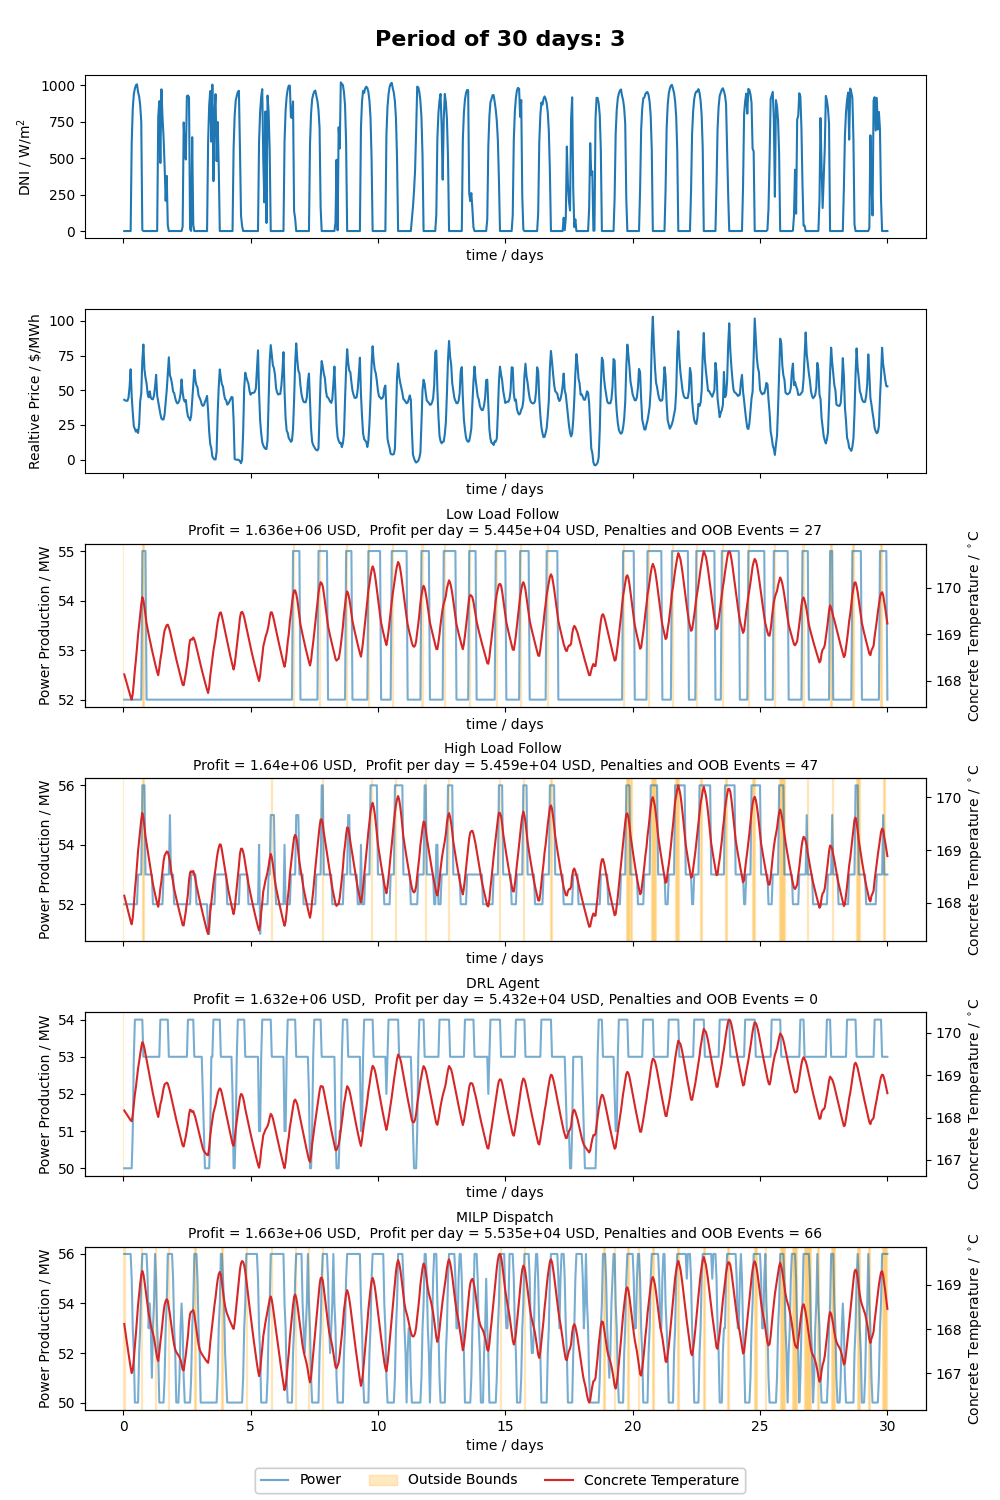 Period of 30 days: 3
1000
750
500
250
0
DNI / W/m²
time / days
100
75
50
25
0
Realtive Price / $/MWh
time / days
Low Load Follow
Profit = 1.636e+06 USD,  Profit per day = 5.445e+04 USD, Penalties and OOB Events = 27
55
54
53
52
Power Production / MW
170
169
168
Concrete Temperature / °C
time / days
High Load Follow
Profit = 1.64e+06 USD,  Profit per day = 5.459e+04 USD, Penalties and OOB Events = 47
56
54
52
Power Production / MW
170
169
168
Concrete Temperature / °C
time / days
DRL Agent
Profit = 1.632e+06 USD,  Profit per day = 5.432e+04 USD, Penalties and OOB Events = 0
54
53
52
51
50
Power Production / MW
170
169
168
167
Concrete Temperature / °C
time / days
MILP Dispatch
Profit = 1.663e+06 USD,  Profit per day = 5.535e+04 USD, Penalties and OOB Events = 66
56
54
52
50
Power Production / MW
169
168
167
Concrete Temperature / °C
0 5 10 15 20 25 30
time / days
Power Outside Bounds Concrete Temperature